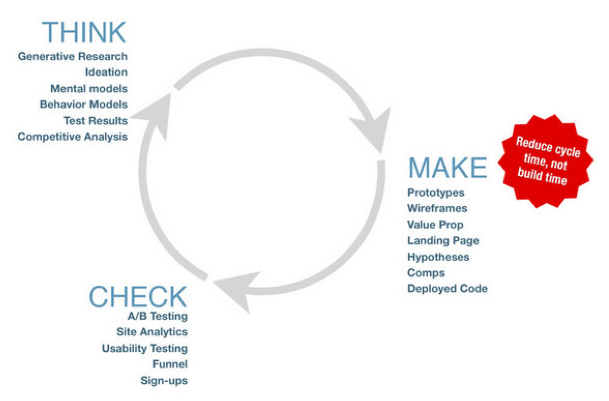 THINK
Generative Research
Ideation
Mental models
Behavior Models
Test Results
Competitive Analysis
MAKE
Prototypes
Wireframes
Value Prop
Landing Page
Hypotheses
Comps
Deployed Code
Reduce cycle
time, not
build time
CHECK
A/B Testing
Site Analytics
Usability Testing
Funnel
Sign-ups